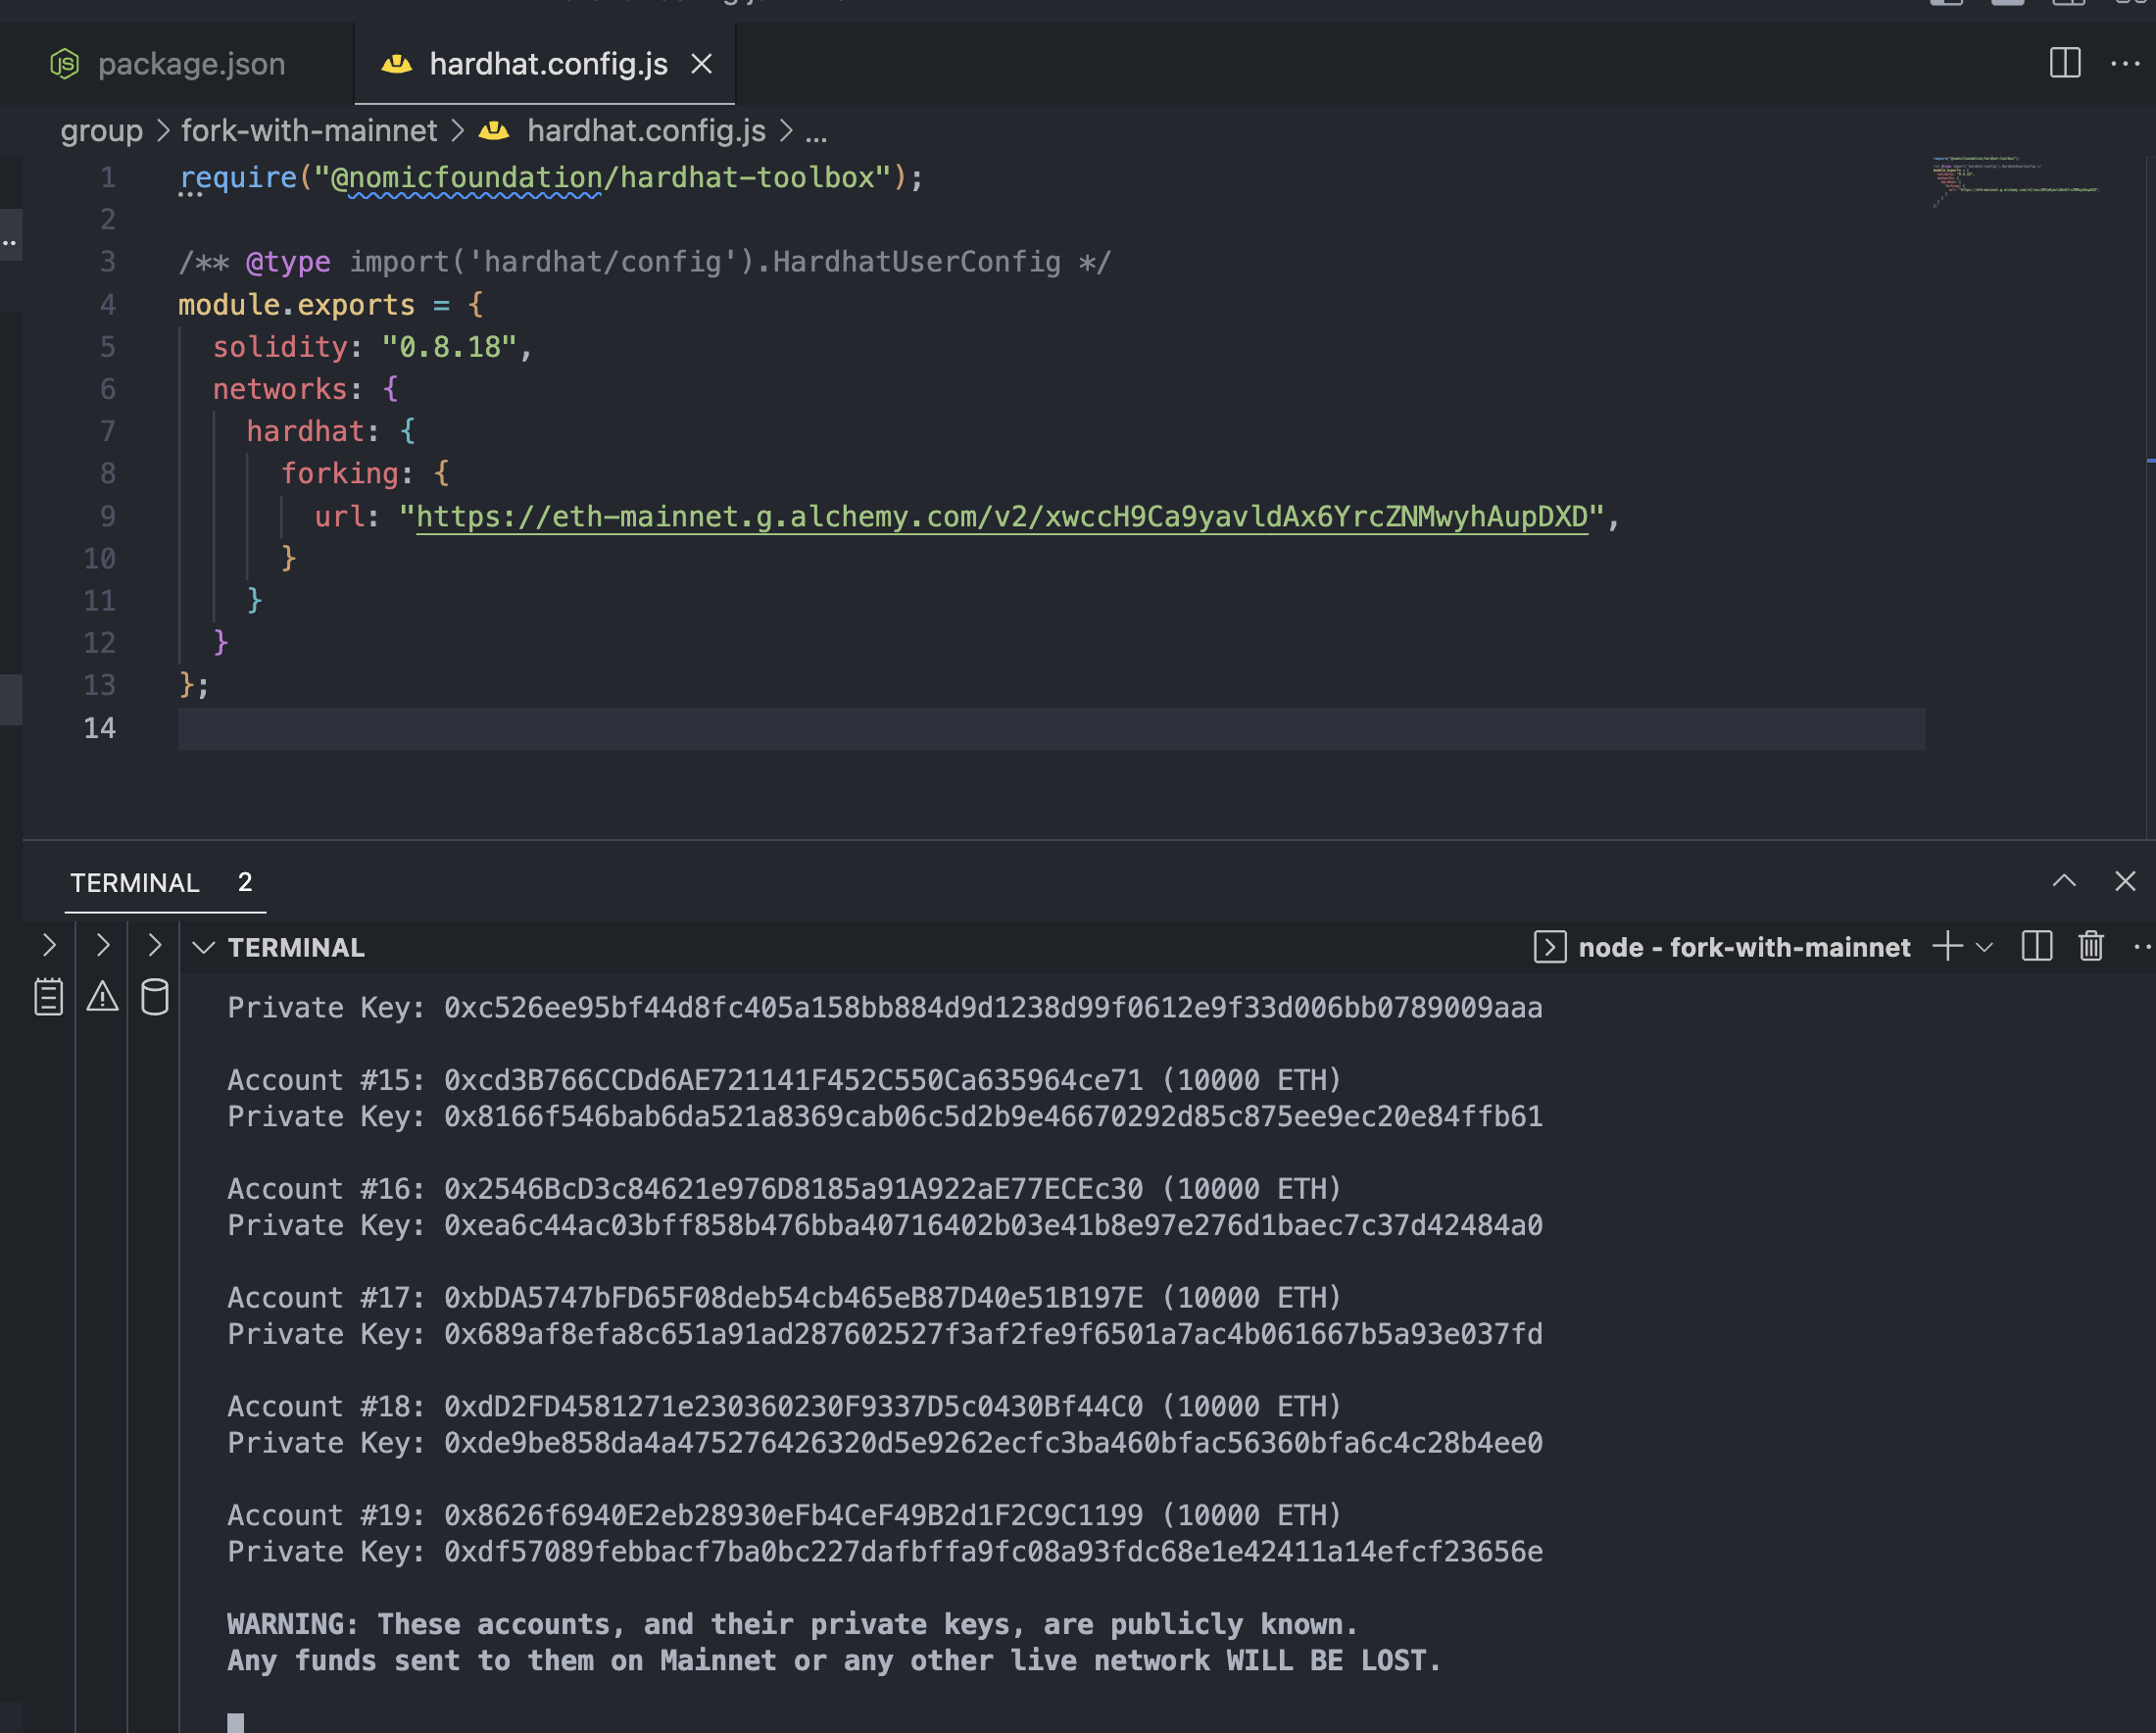 package.json
hardhat.config.js
group > fork-with-mainnet > hardhat.config.js > ...
1 require("@nomicfoundation/hardhat-toolbox");
2
3 /** @type import('hardhat/config').HardhatUserConfig */
4 module.exports = {
5 solidity: "0.8.18",
6 networks: {
7 hardhat: {
8 forking: {
9 url: "https://eth-mainnet.g.alchemy.com/v2/xwccH9Ca9yavldAx6YrcZNMwyhAupDXD",
10 }
11 }
12 }
13 };
14
TERMINAL 2
TERMINAL
node - fork-with-mainnet
Private Key: 0xc526ee95bf44d8fc405a158bb884d9d1238d99f0612e9f33d006bb0789009aaa
Account #15: 0xcd3B766CCDd6AE721141F452C550Ca635964ce71 (10000 ETH)
Private Key: 0x8166f546bab6da521a8369cab06c5d2b9e46670292d85c875ee9ec20e84ffb61
Account #16: 0x2546BcD3c84621e976D8185a91A922aE77ECEc30 (10000 ETH)
Private Key: 0xea6c44ac03bff858b476bba40716402b03e41b8e97e276d1baec7c37d42484a0
Account #17: 0xbDA5747bFD65F08deb54cb465eB87D40e51B197E (10000 ETH)
Private Key: 0x689af8efa8c651a91ad287602527f3af2fe9f6501a7ac4b061667b5a93e037fd
Account #18: 0xdD2FD4581271e230360230F9337D5c0430Bf44C0 (10000 ETH)
Private Key: 0xde9be858da4a475276426320d5e9262ecfc3ba460bfac56360bfa6c4c28b4ee0
Account #19: 0x8626f6940E2eb28930eFb4CeF49B2d1F2C9C1199 (10000 ETH)
Private Key: 0xdf57089febbacf7ba0bc227dafbffa9fc08a93fdc68e1e42411a14efcf23656e
WARNING: These accounts, and their private keys, are publicly known.
Any funds sent to them on Mainnet or any other live network WILL BE LOST.